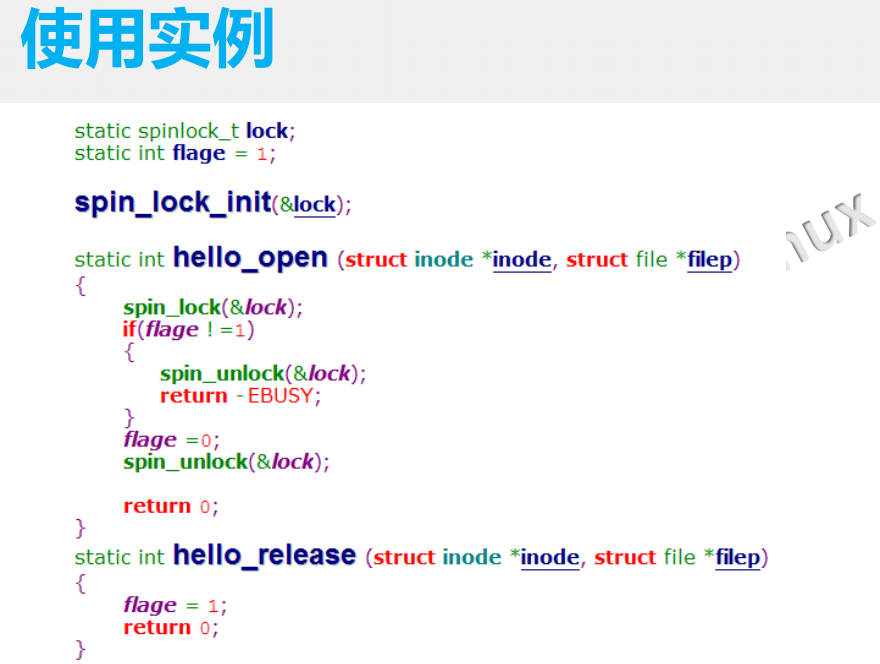 使用实例
static spinlock_t lock;
static int flage = 1;
spin_lock_init(&lock);
static int hello_open (struct inode *inode, struct file *filep)
{
spin_lock(&lock);
if(flage !=1)
{
spin_unlock(&lock);
return -EBUSY;
}
flage =0;
spin_unlock(&lock);
return 0;
}
static int hello_release (struct inode *inode, struct file *filep)
{
flage = 1;
return 0;
}